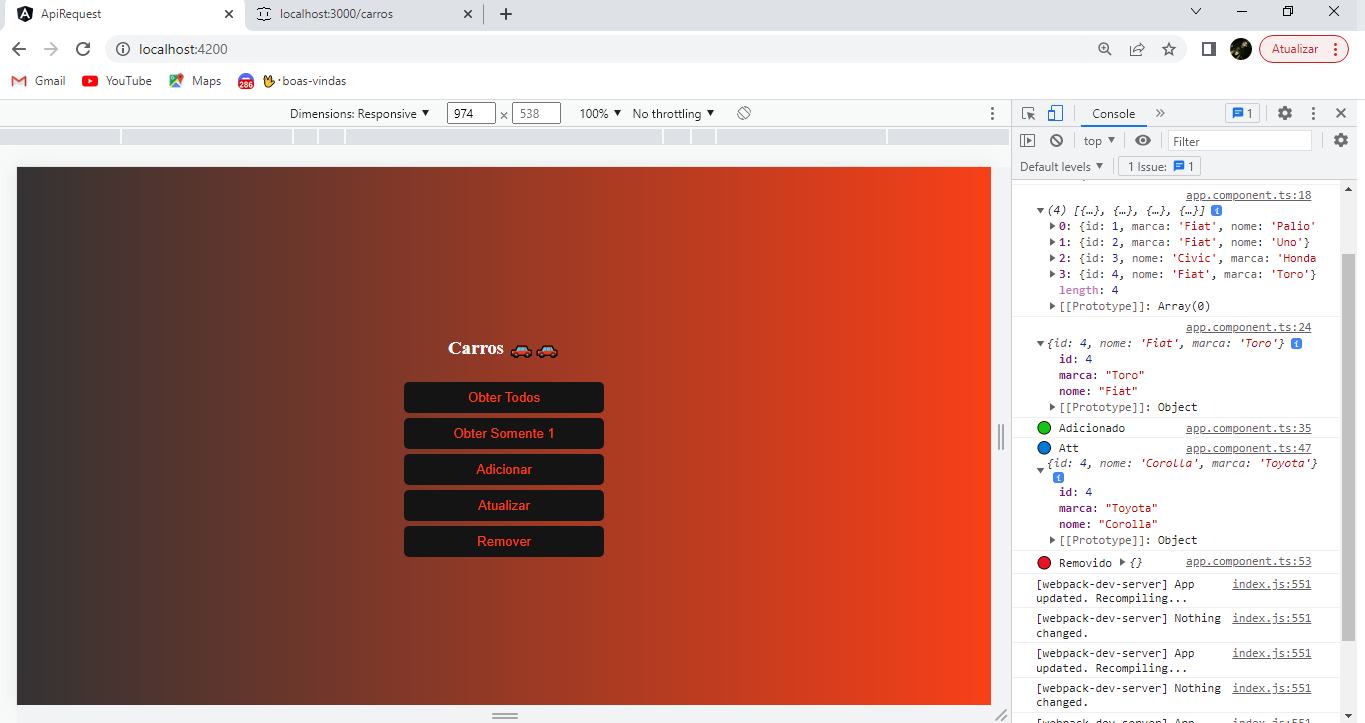 ApiRequest
localhost:3000/carros
localhost:4200
Atualizar
Gmail
YouTube
Maps
286
boas-vindas
Dimensions: Responsive
974
×
538
100%
No throttling
Console
1
top
Filter
Default levels
1 Issue:
1
Carros
Obter Todos
Obter Somente 1
Adicionar
Atualizar
Remover
app.component.ts:18
(4) [{…}, {…}, {…}, {…}]
0: {id: 1, marca: 'Fiat', nome: 'Palio'
1: {id: 2, marca: 'Fiat', nome: 'Uno'}
2: {id: 3, nome: 'Civic', marca: 'Honda
3: {id: 4, nome: 'Fiat', marca: 'Toro'}
length: 4
[[Prototype]]: Array(0)
app.component.ts:24
{id: 4, nome: 'Fiat', marca: 'Toro'}
id: 4
marca: "Toro"
nome: "Fiat"
[[Prototype]]: Object
Adicionado app.component.ts:35
Att app.component.ts:47
{id: 4, nome: 'Corolla', marca: 'Toyota'}
id: 4
marca: "Toyota"
nome: "Corolla"
[[Prototype]]: Object
Removido {} app.component.ts:53
[webpack-dev-server] App index.js:551
updated. Recompiling...
[webpack-dev-server] Nothing index.js:551
changed.
[webpack-dev-server] App index.js:551
updated. Recompiling...
[webpack-dev-server] Nothing index.js:551
changed.
[webpack-dev-server] App index.js:551